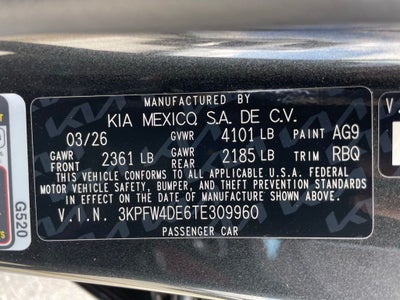 MANUFACTURED BY
KIA MEXICO, S.A. DE C.V.
03/26 GVWR 4101 LB PAINT AG9
GAWR FRONT 2361 LB GAWR REAR 2185 LB TRIM RBQ
THIS VEHICLE CONFORMS TO ALL APPLICABLE U.S.A. FEDERAL
MOTOR VEHICLE SAFETY, BUMPER, AND THEFT PREVENTION
STANDARDS IN EFFECT ON THE DATE OF MANUFACTURE SHOWN ABOVE.
V.I.N. 3KPFW4DE6TE309960
PASSENGER CAR
G520
V.